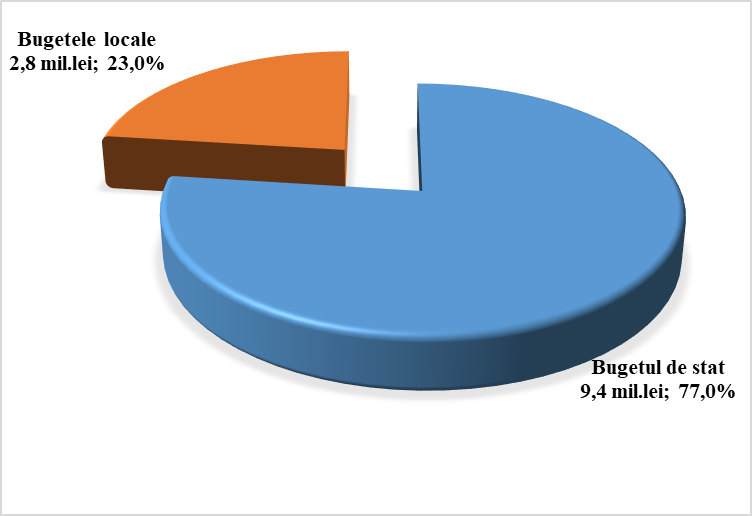 Bugetele locale
2,8 mil.lei; 23,0%
Bugetul de stat
9,4 mil.lei; 77,0%